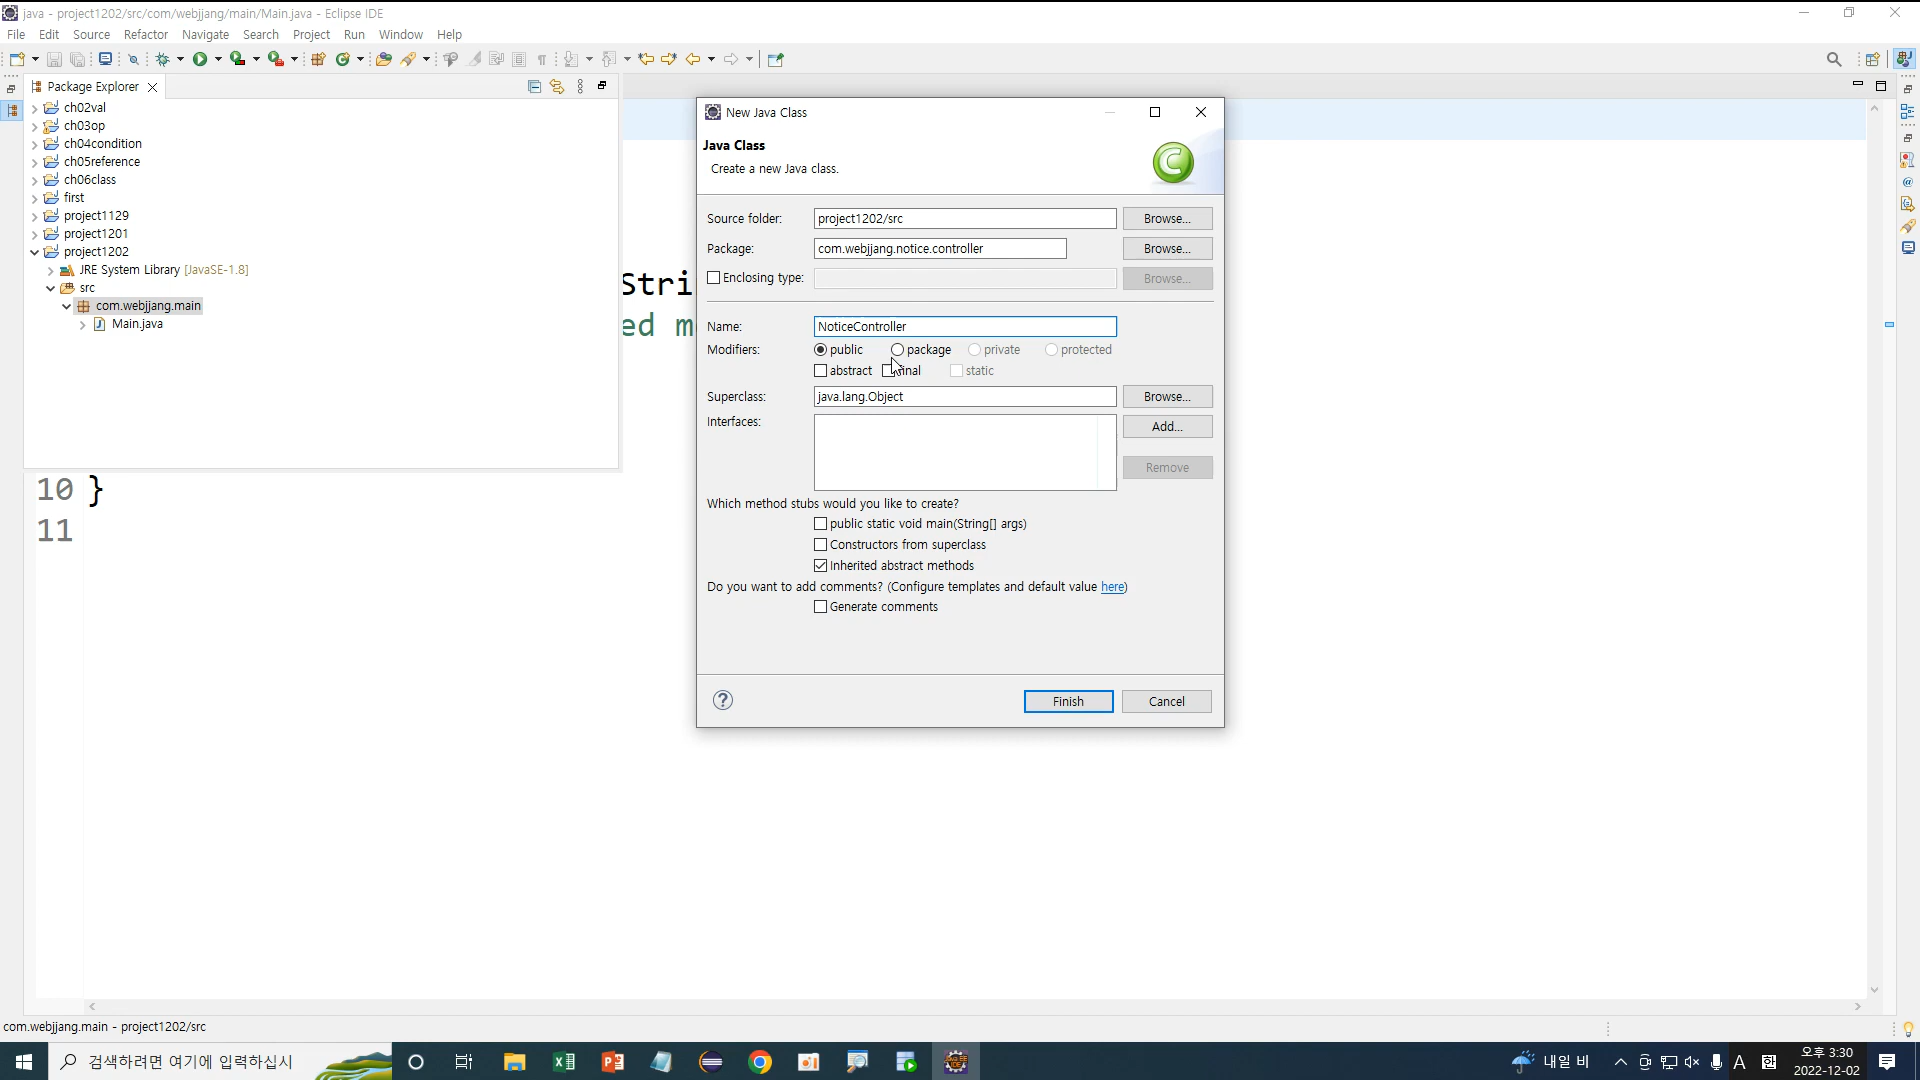 java - project1202/src/com/webjjang/main/Main.java - Eclipse IDE
File Edit Source Refactor Navigate Search Project Run Window Help
Package Explorer
ch02val
ch03op
ch04condition
ch05reference
ch06class
first
project1129
project1201
project1202
JRE System Library [JavaSE-1.8]
src
com.webjjang.main
Main.java
Stri
ed m
10 }
11
New Java Class
Java Class
Create a new Java class.
Source folder: project1202/src Browse...
Package: com.webjjang.notice.controller Browse...
Enclosing type: Browse...
Name: NoticeController
Modifiers: public package private protected
abstract final static
Superclass: java.lang.Object Browse...
Interfaces: Add...
Remove
Which method stubs would you like to create?
public static void main(String[] args)
Constructors from superclass
Inherited abstract methods
Do you want to add comments? (Configure templates and default value here)
Generate comments
Finish Cancel
com.webjjang.main - project1202/src
검색하려면 여기에 입력하십시
내일 비
A
오후 3:30
2022-12-02